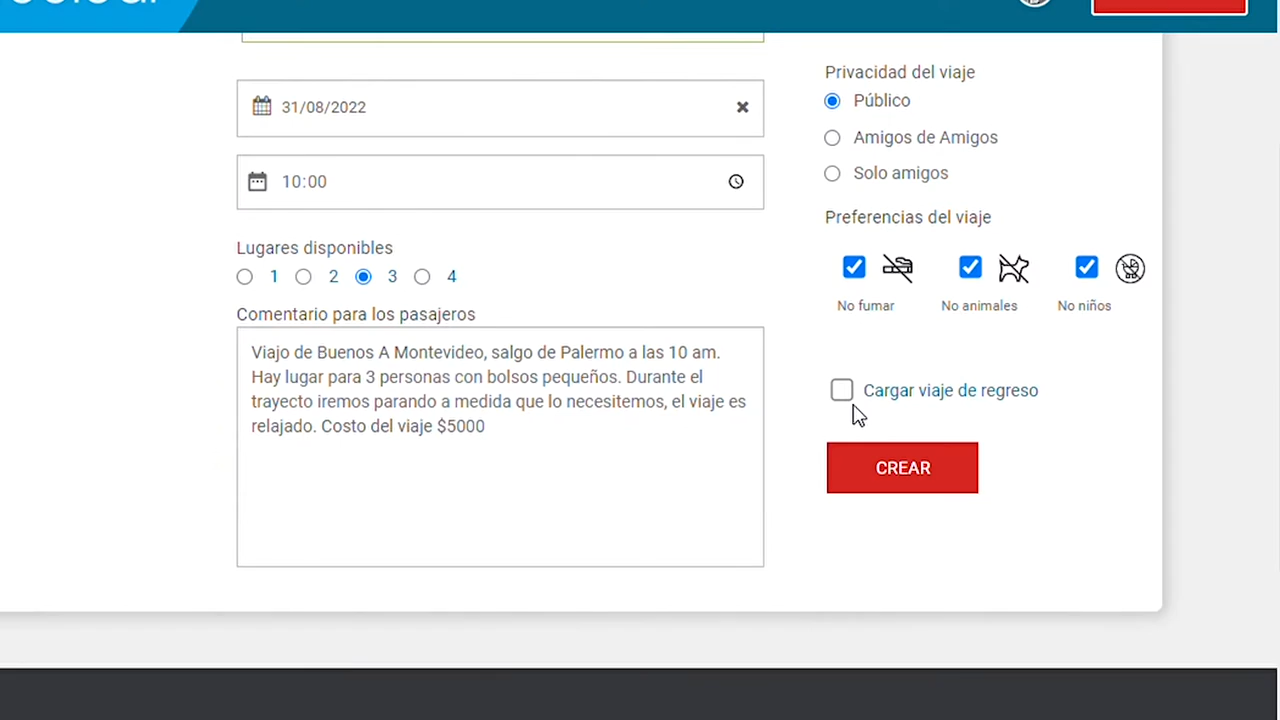 31/08/2022
10:00
Lugares disponibles
1 2 3 4
Comentario para los pasajeros
Viajo de Buenos A Montevideo, salgo de Palermo a las 10 am.
Hay lugar para 3 personas con bolsos pequeños. Durante el
trayecto iremos parando a medida que lo necesitemos, el viaje es
relajado. Costo del viaje $5000
Privacidad del viaje
Público
Amigos de Amigos
Solo amigos
Preferencias del viaje
No fumar No animales No niños
Cargar viaje de regreso
CREAR